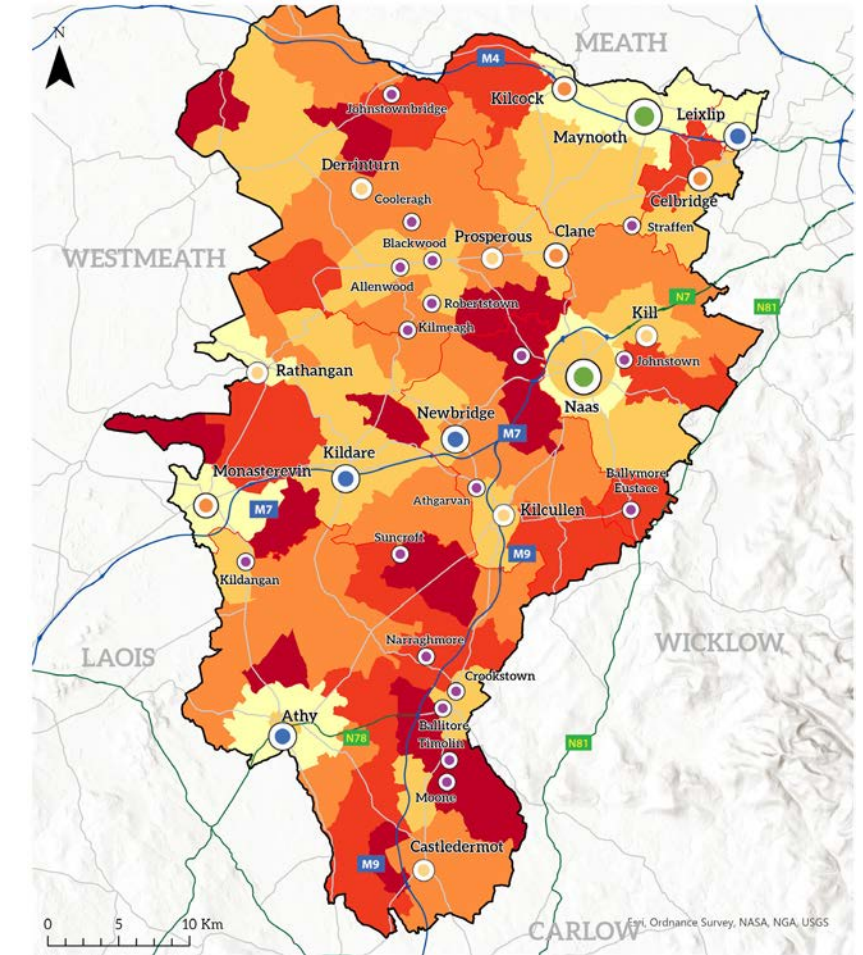 N
MEATH
M4
Kilcock
Johnstownbridge
Maynooth
Leixlip
Derrinturn
Cooleragh
Celbridge
Straffen
Blackwood
Prosperous
Clane
WESTMEATH
Allenwood
N7
N81
Robertstown
Kill
Kilmeagh
Johnstown
Rathangan
Naas
Newbridge
M7
Kildare
Monasterevin
Ballymore
Eustace
Athgarvan
M7
Kilcullen
Suncroft
M9
Kildangan
Narraghmore
WICKLOW
LAOIS
Crookstown
Athy
Ballitore
N78
Timolin
N81
Moone
Castledermot
M9
0 5 10 Km
CARLOW
Esri, Ordnance Survey, NASA, NGA, USGS